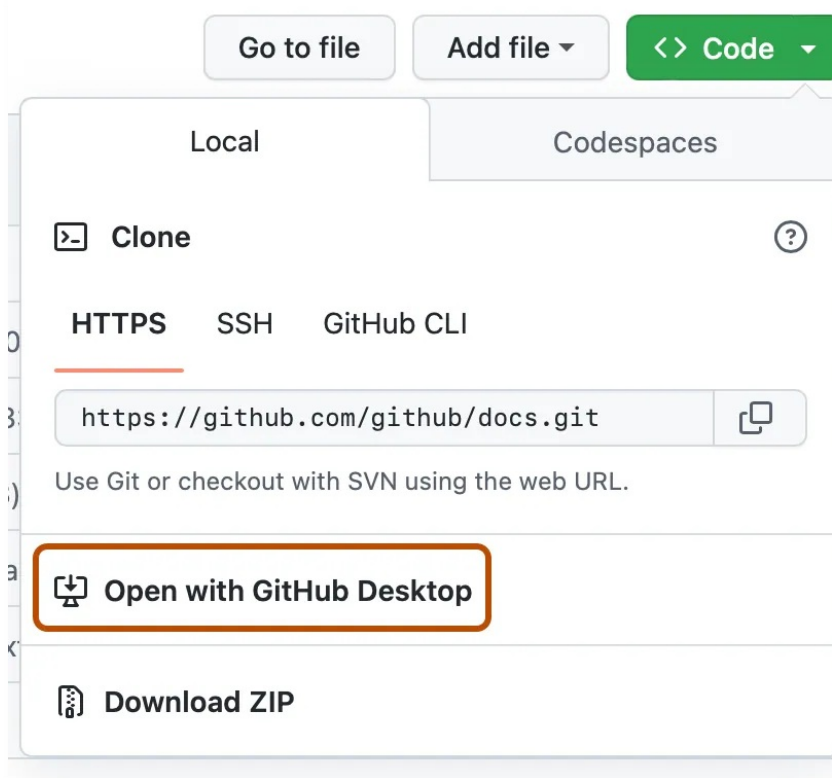 Go to file
Add file
Code
Local
Codespaces
Clone
HTTPS
SSH
GitHub CLI
https://github.com/github/docs.git
Use Git or checkout with SVN using the web URL.
Open with GitHub Desktop
Download ZIP